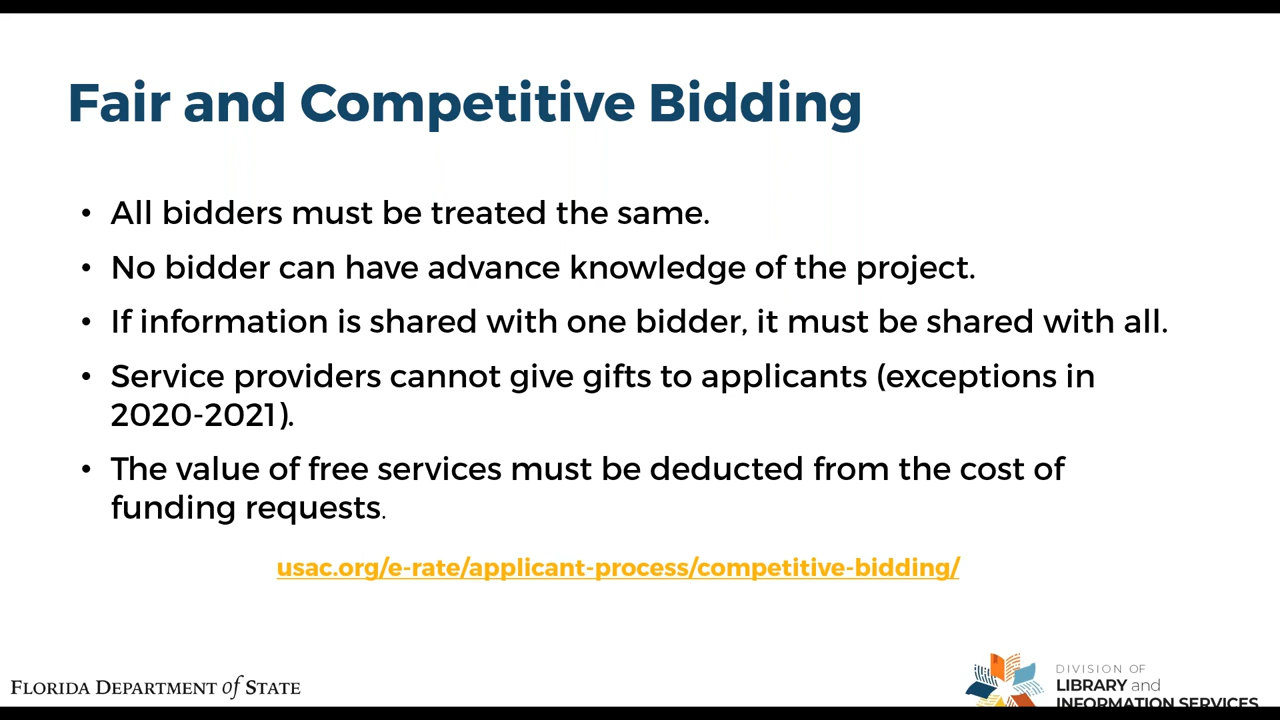 Fair and Competitive Bidding
• All bidders must be treated the same.
• No bidder can have advance knowledge of the project.
• If information is shared with one bidder, it must be shared with all.
• Service providers cannot give gifts to applicants (exceptions in
2020-2021).
• The value of free services must be deducted from the cost of
funding requests.
usac.org/e-rate/applicant-process/competitive-bidding/
FLORIDA DEPARTMENT of STATE
DIVISION OF
LIBRARY and
INFORMATION SERVICES